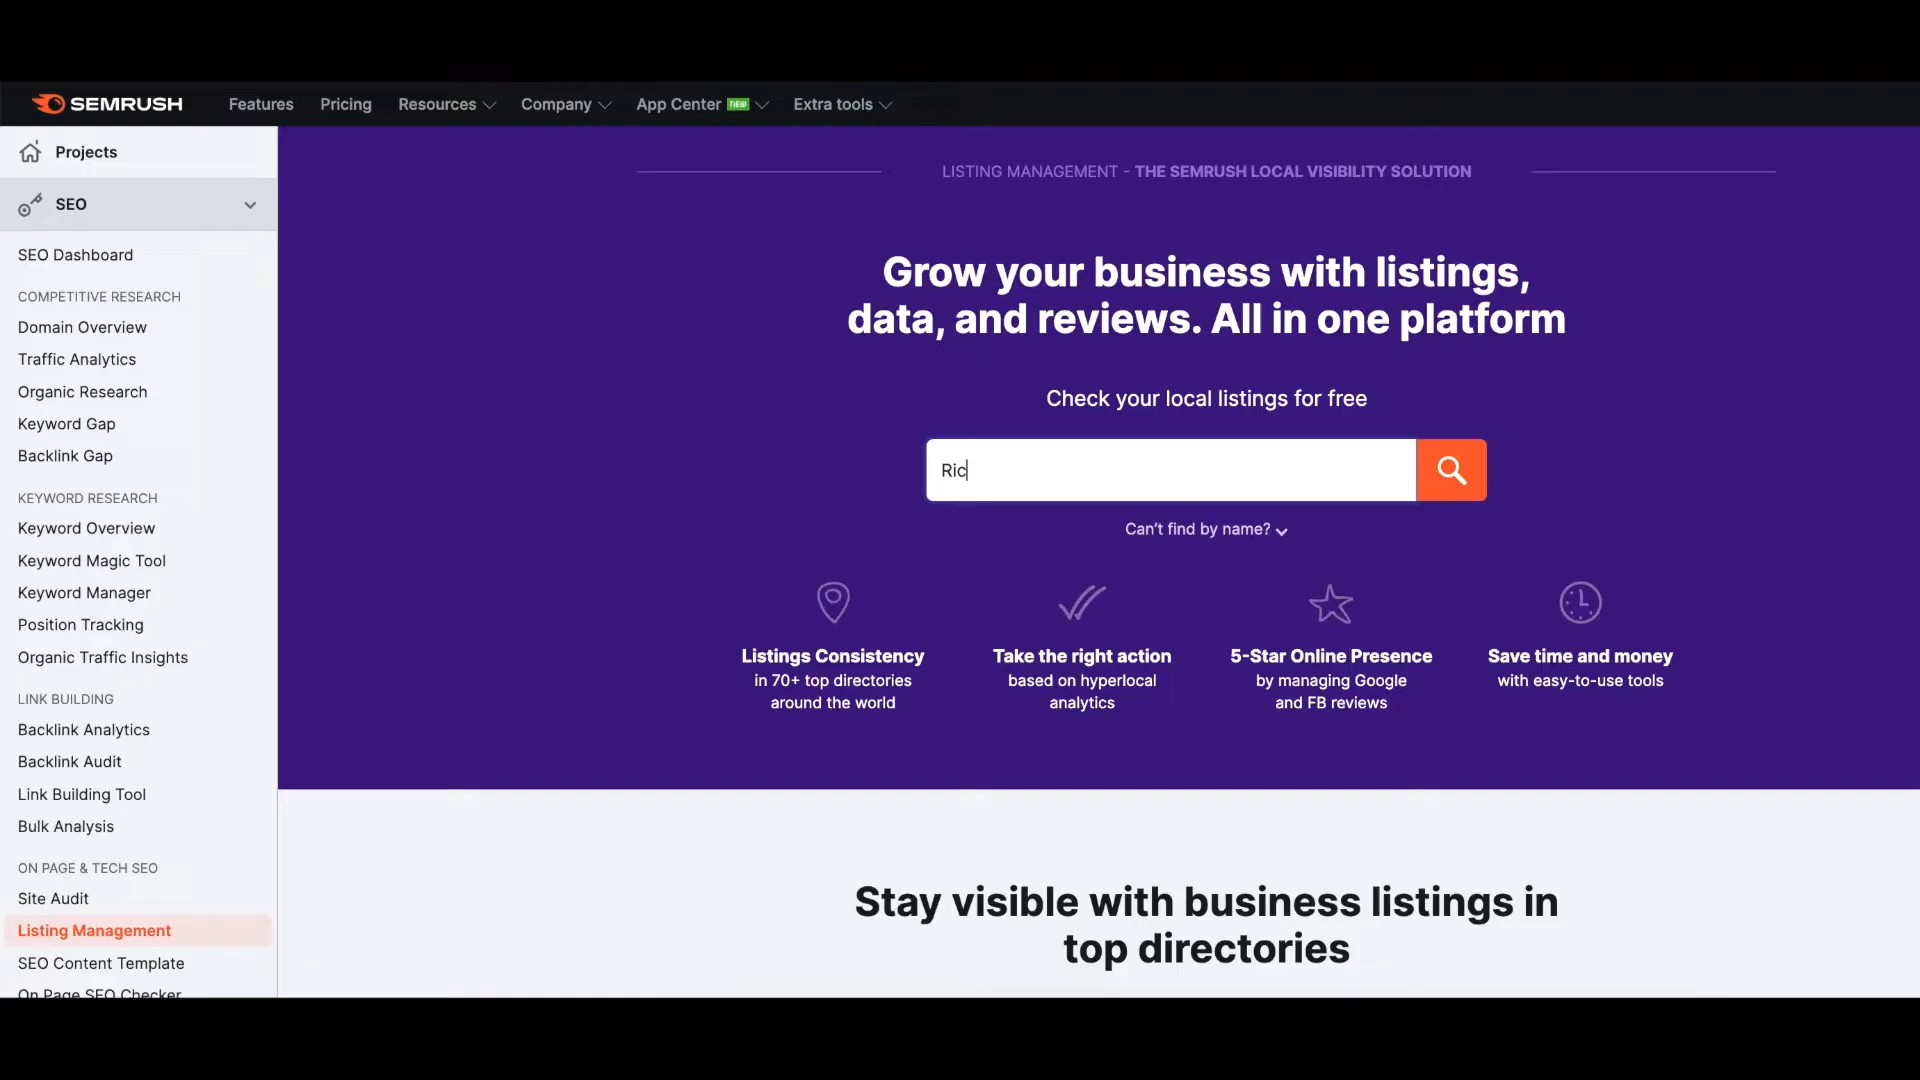 SEMRUSH
Features
Pricing
Resources
Company
App Center NEW
Extra tools
Projects
SEO
SEO Dashboard
COMPETITIVE RESEARCH
Domain Overview
Traffic Analytics
Organic Research
Keyword Gap
Backlink Gap
KEYWORD RESEARCH
Keyword Overview
Keyword Magic Tool
Keyword Manager
Position Tracking
Organic Traffic Insights
LINK BUILDING
Backlink Analytics
Backlink Audit
Link Building Tool
Bulk Analysis
ON PAGE & TECH SEO
Site Audit
Listing Management
SEO Content Template
On Page SEO Checker
LISTING MANAGEMENT - THE SEMRUSH LOCAL VISIBILITY SOLUTION
Grow your business with listings,
data, and reviews. All in one platform
Check your local listings for free
Ric
Can't find by name?
Listings Consistency
in 70+ top directories
around the world
Take the right action
based on hyperlocal
analytics
5-Star Online Presence
by managing Google
and FB reviews
Save time and money
with easy-to-use tools
Stay visible with business listings in
top directories